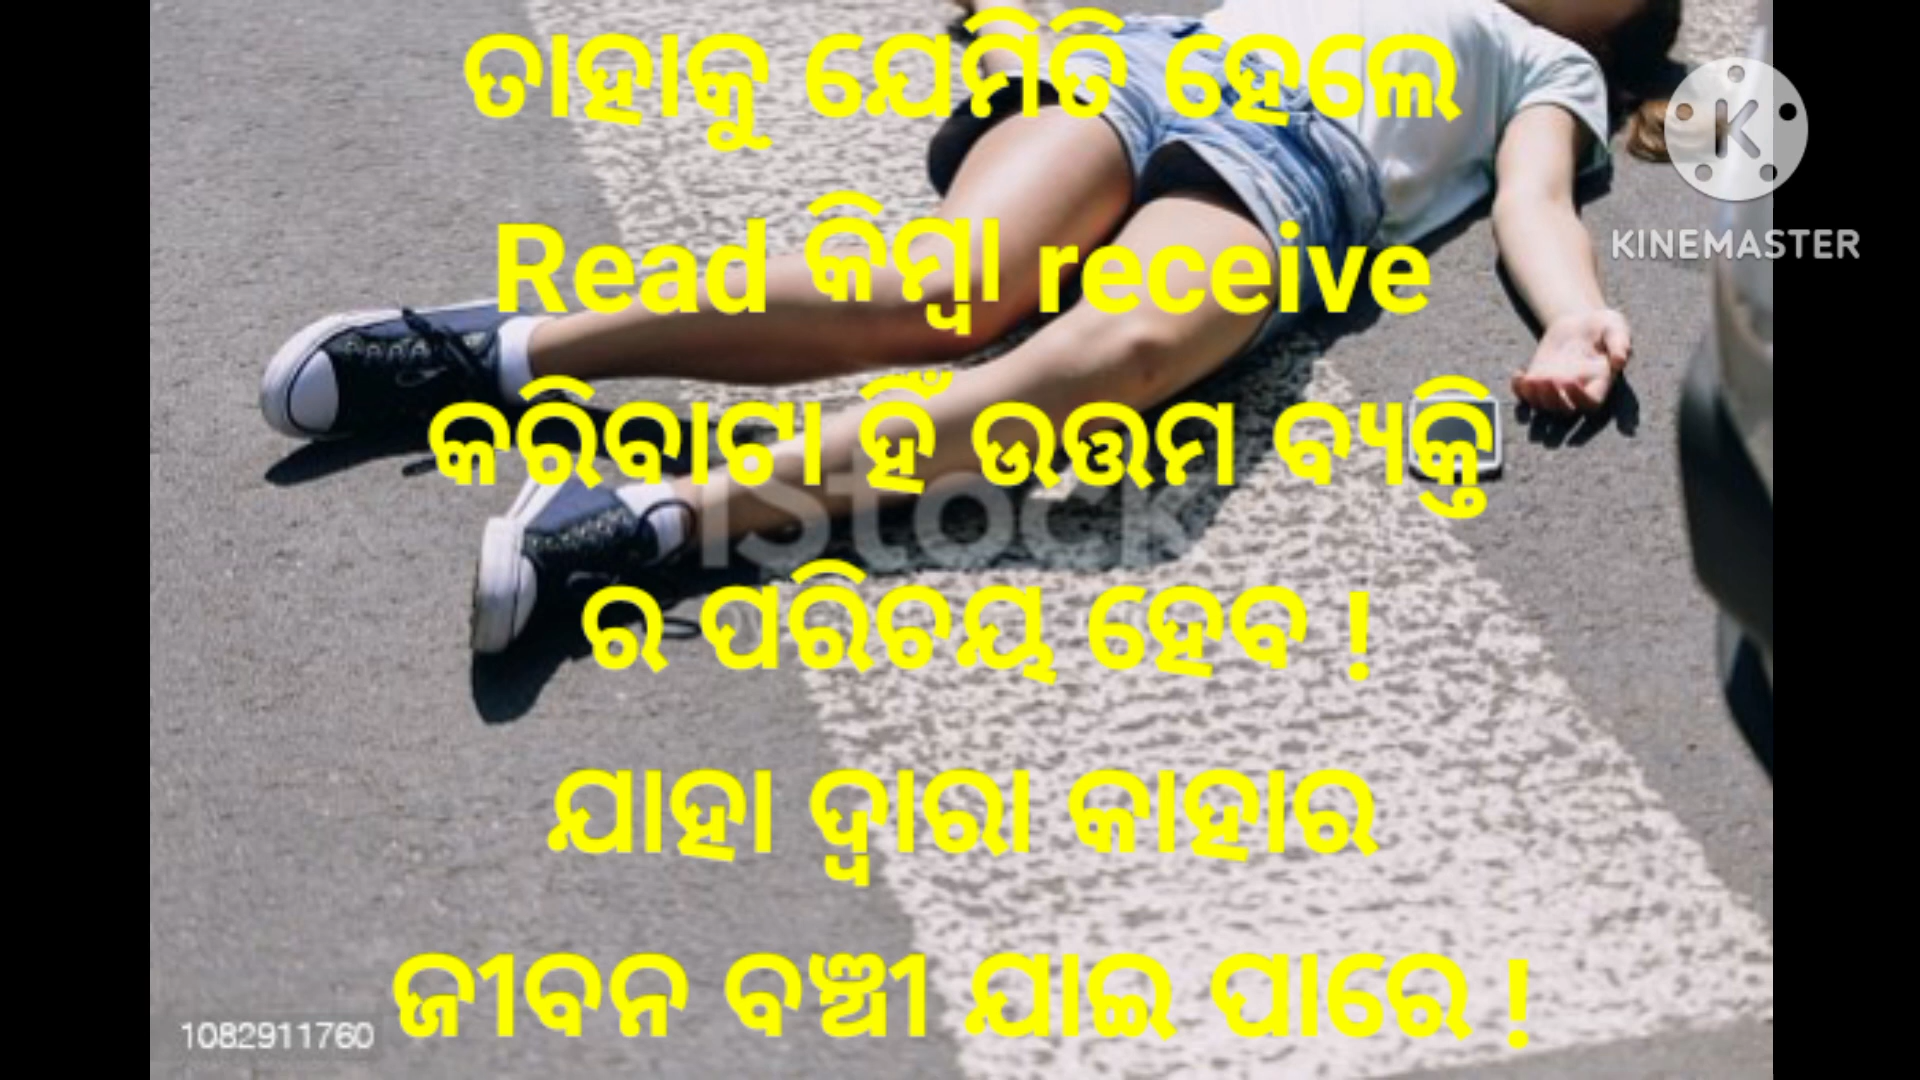 ତାହାକୁ ଯେମିତି ହେଲେ
K
KINEMASTER
Read କିମ୍ବା receive
କରିବାଟା ହିଁ ଉତ୍ତମ ବ୍ୟକ୍ତି
iStock
ର ପରିଚୟ ହେବ !
ଯାହା ଦ୍ୱାରା କାହାର
ଜୀବନ ବଞ୍ଚୀ ଯାଇ ପାରେ !
1082911760